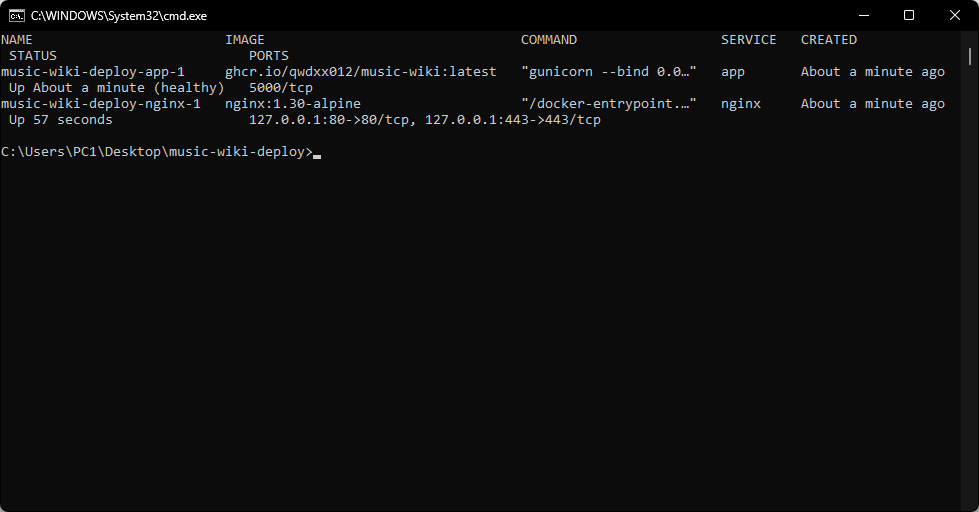 C:\WINDOWS\System32\cmd.exe
NAME IMAGE COMMAND SERVICE CREATED
STATUS PORTS
music-wiki-deploy-app-1 ghcr.io/qwdxx012/music-wiki:latest "gunicorn --bind 0.0…" app About a minute ago
Up About a minute (healthy) 5000/tcp
music-wiki-deploy-nginx-1 nginx:1.30-alpine "/docker-entrypoint.…" nginx About a minute ago
Up 57 seconds 127.0.0.1:80->80/tcp, 127.0.0.1:443->443/tcp
C:\Users\PC1\Desktop\music-wiki-deploy>